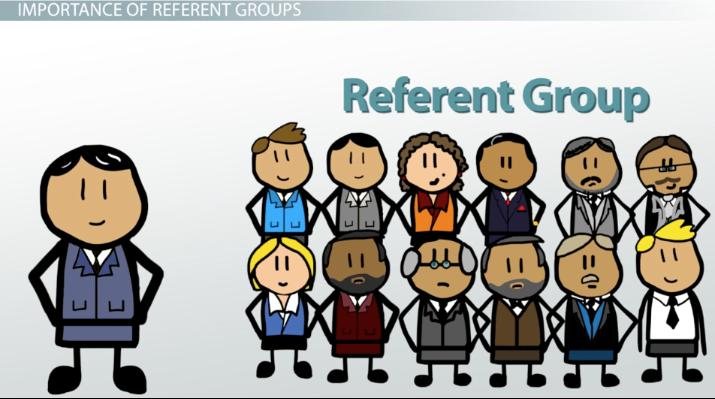 IMPORTANCE OF REFERENT GROUPS
Referent Group